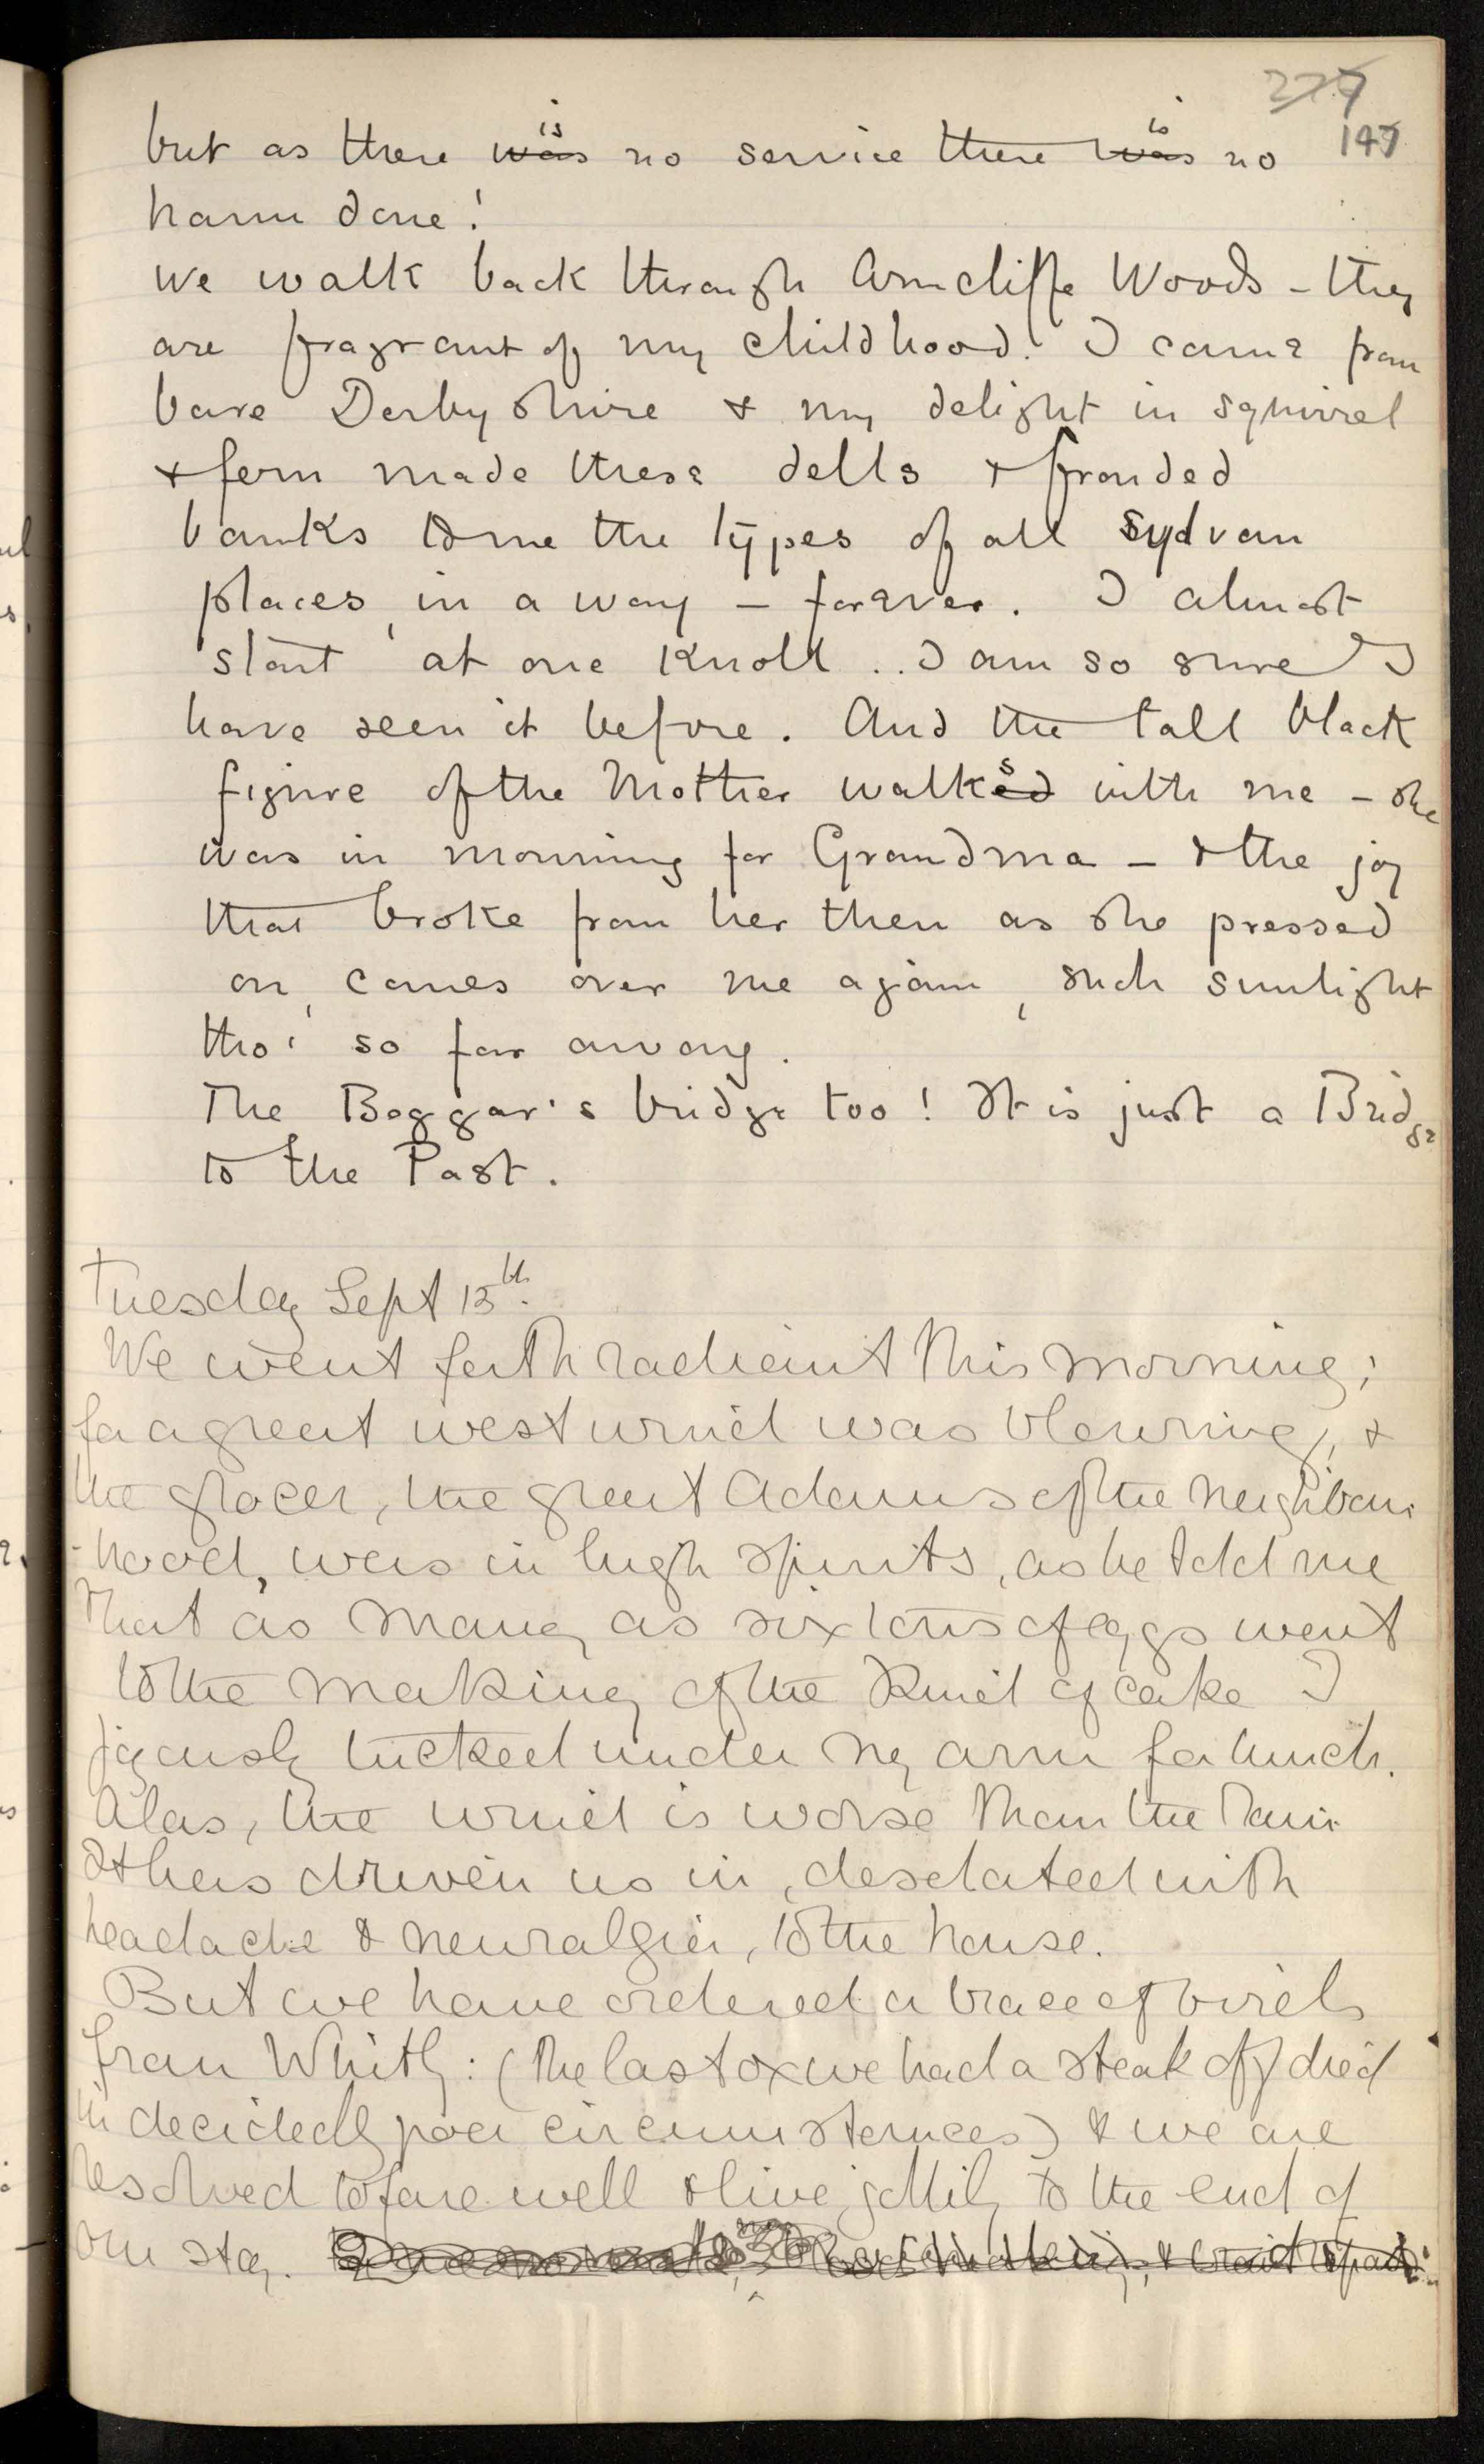 277
147
but as there was is no service there was is no
harm done!
We walk back through Arncliffe Woods - they
are fragrant of my childhood. I came from
bare Derbyshire & my delight in squirrel
& fern made these dells & fronded
banks to me the types of all sylvan
places, in a way - forever. I almost
start at one knoll .. I am so sure I
have seen it before. And the tall black
figure of the Mother walked s with me - she
was in mourning for Grandma - & the joy
that broke from her then as she pressed
on, comes over me again, such sunlight
tho' so far away.
The Beggar's bridge too! It is just a Bridge
to the Past.
Tuesday Sept 15th.
We went forth radiant this morning;
for a great west wind was blowing, &
the grocer, the great Adams of the neighbour
-hood, was in high spirits, as he told me
that as many as six tons of eggs went
to the making of the kind of cake I
joyously tucked under my arm for lunch.
Alas, the wind is worse than the rain
It has driven us in, desolated with
headache & neuralgia, to the house.
But we have ordered a brace of birds
from Whitby: (the last ox we had a steak off died
in decidedly poor circumstances) & we are
resolved to fare well & live jollily to the end of
our stay.